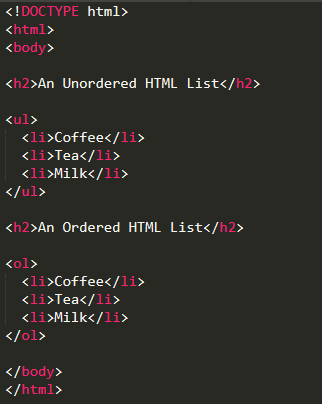 <!DOCTYPE html>
<html>
<body>
<h2>An Unordered HTML List</h2>
<ul>
<li>Coffee</li>
<li>Tea</li>
<li>Milk</li>
</ul>
<h2>An Ordered HTML List</h2>
<ol>
<li>Coffee</li>
<li>Tea</li>
<li>Milk</li>
</ol>
</body>
</html>